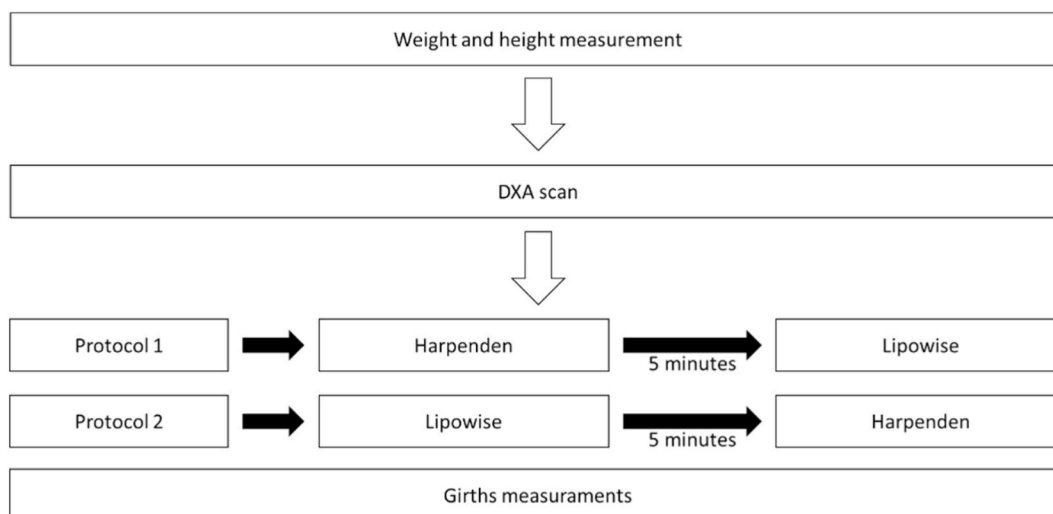 Weight and height measurement
DXA scan
Protocol 1
Harpenden
5 minutes
Lipowise
Protocol 2
Lipowise
5 minutes
Harpenden
Girths measuraments